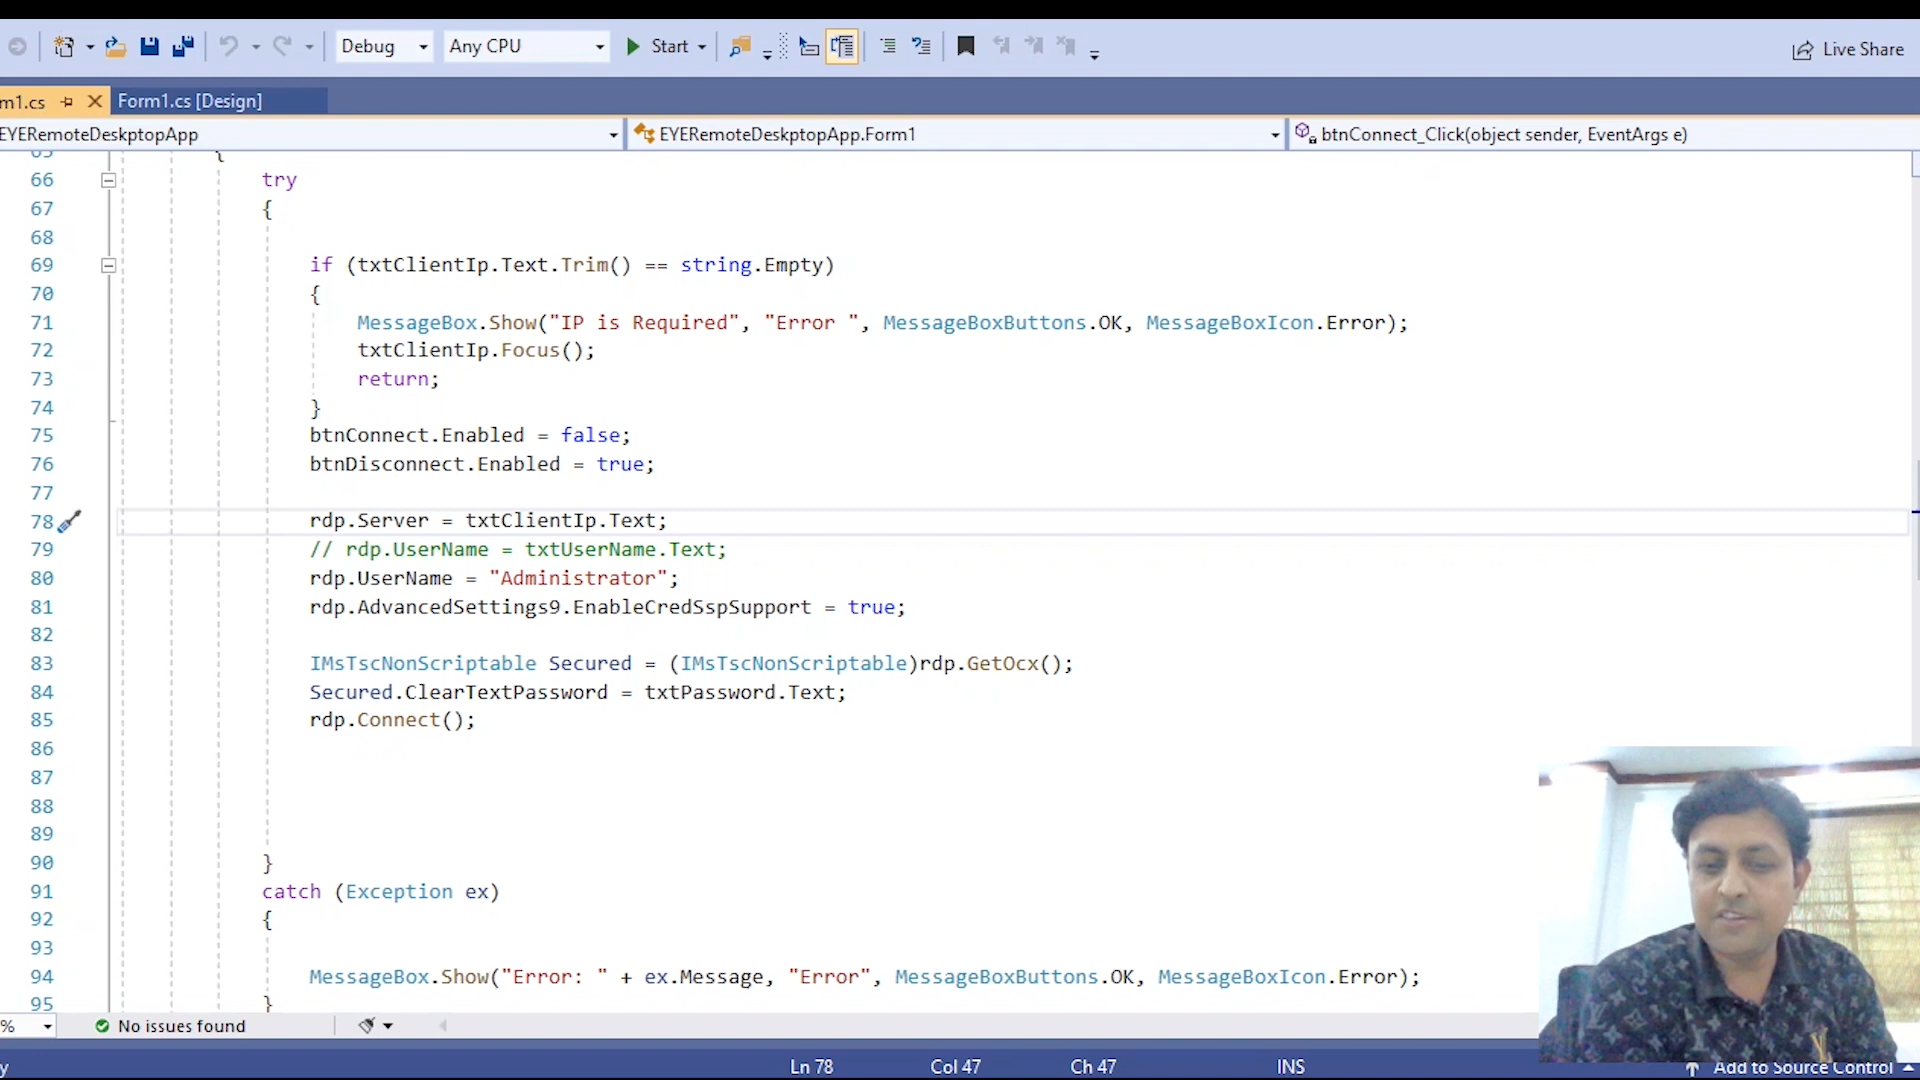 Debug Any CPU Start Live Share
m1.cs Form1.cs [Design]
EYERemoteDeskptopApp EYERemoteDeskptopApp.Form1 btnConnect_Click(object sender, EventArgs e)
65 {
66 try
67 {
68
69 if (txtClientIp.Text.Trim() == string.Empty)
70 {
71 MessageBox.Show("IP is Required", "Error ", MessageBoxButtons.OK, MessageBoxIcon.Error);
72 txtClientIp.Focus();
73 return;
74 }
75 btnConnect.Enabled = false;
76 btnDisconnect.Enabled = true;
77
78 rdp.Server = txtClientIp.Text;
79 // rdp.UserName = txtUserName.Text;
80 rdp.UserName = "Administrator";
81 rdp.AdvancedSettings9.EnableCredSspSupport = true;
82
83 IMsTscNonScriptable Secured = (IMsTscNonScriptable)rdp.GetOcx();
84 Secured.ClearTextPassword = txtPassword.Text;
85 rdp.Connect();
86
87
88
89
90 }
91 catch (Exception ex)
92 {
93
94 MessageBox.Show("Error: " + ex.Message, "Error", MessageBoxButtons.OK, MessageBoxIcon.Error);
95 }
% No issues found
y Ln 78 Col 47 Ch 47 INS Add to Source Control